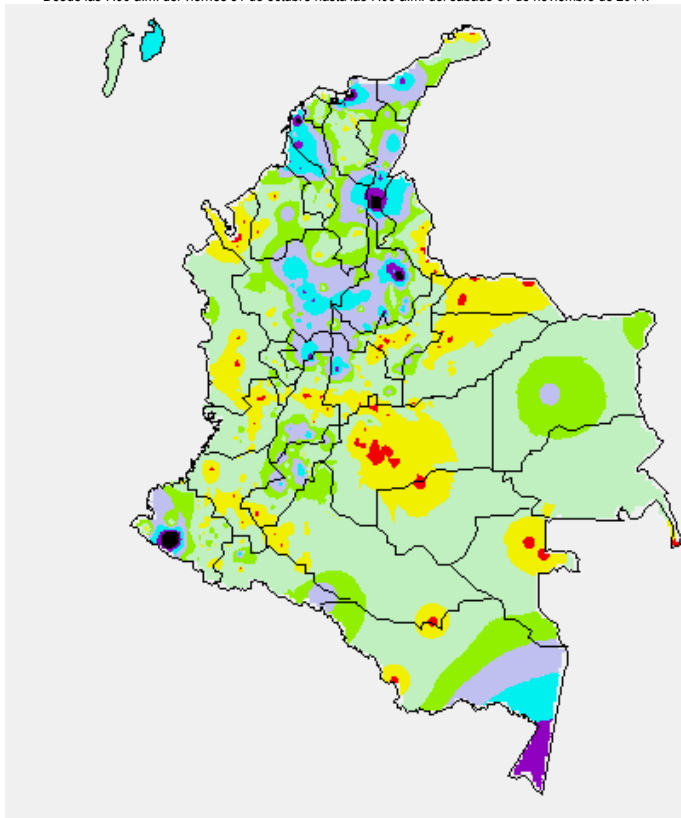 Desde las 7:00 a.m. del viernes 31 de octubre hasta las 7:00 a.m. del sábado 01 de noviembre de 2014.